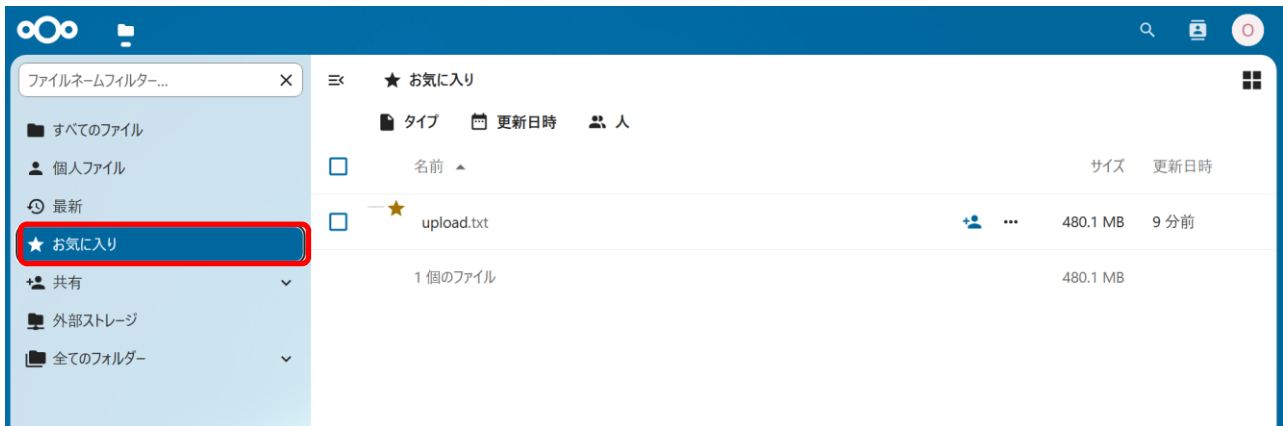 O
ファイルネームフィルター...
すべてのファイル
個人ファイル
最新
お気に入り
共有
外部ストレージ
全てのフォルダー
お気に入り
タイプ 更新日時 人
名前 サイズ 更新日時
upload.txt 480.1 MB 9 分前
1 個のファイル 480.1 MB